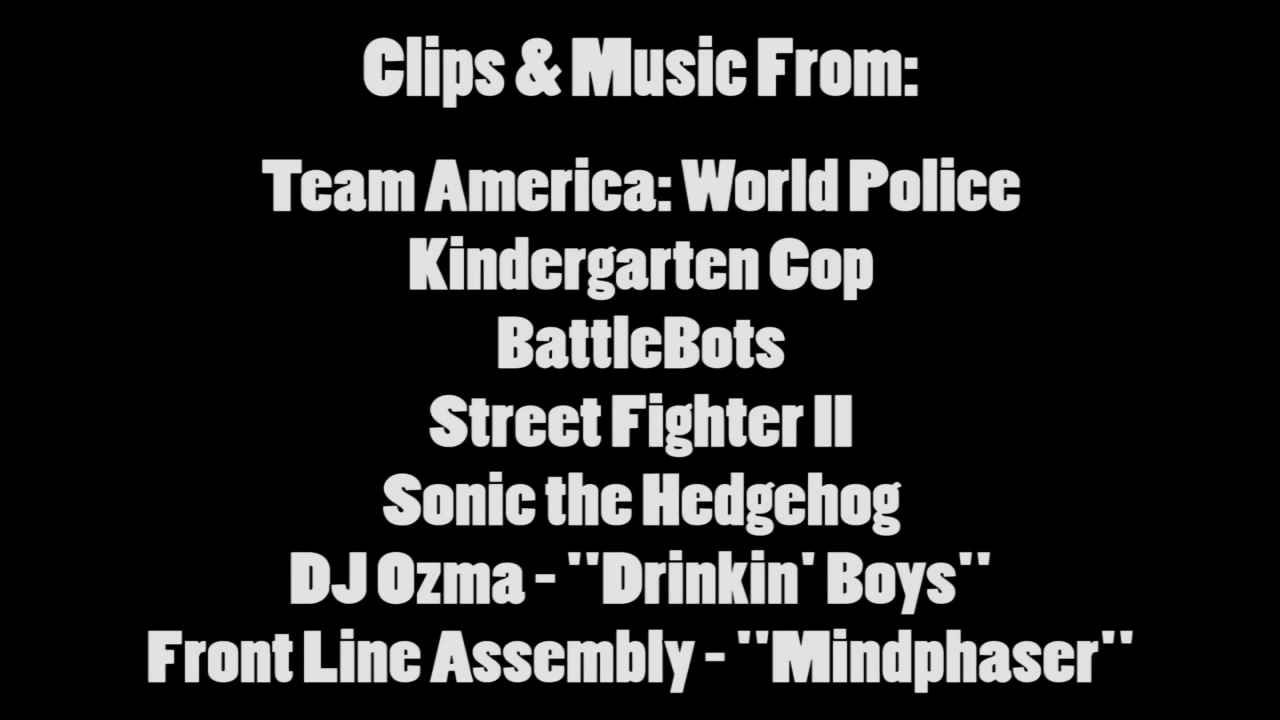 Clips & Music From:
Team America: World Police
Kindergarten Cop
BattleBots
Street Fighter II
Sonic the Hedgehog
DJ Ozma - "Drinkin' Boys"
Front Line Assembly - "Mindphaser"